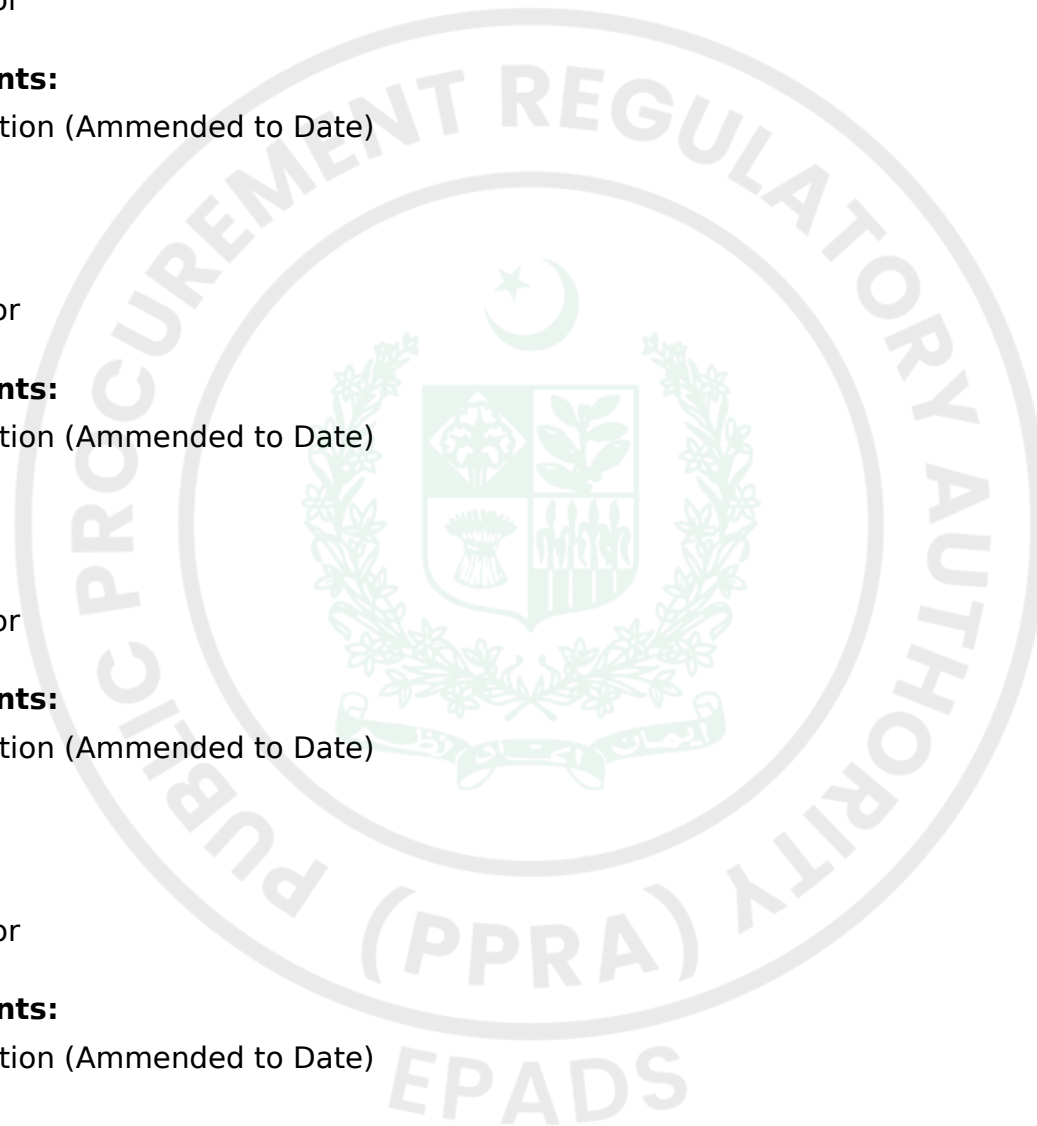 or
nts:
tion (Ammended to Date)
or
nts:
tion (Ammended to Date)
or
nts:
tion (Ammended to Date)
or
nts:
tion (Ammended to Date)
PUBLIC PROCUREMENT REGULATORY AUTHORITY
(PPRA)
EPADS